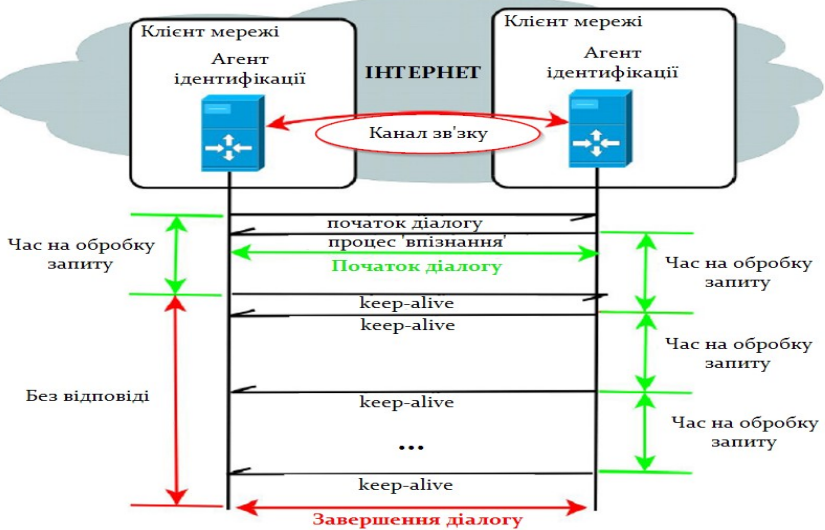 Клієнт мережі
Агент
ідентифікації
ІНТЕРНЕТ
Клієнт мережі
Агент
ідентифікації
Канал зв'зку
початок діалогу
процес 'впізнання'
Початок діалогу
Час на обробку
запиту
Час на обробку
запиту
keep-alive
keep-alive
Час на обробку
запиту
Без відповіді
keep-alive
Час на обробку
запиту
...
keep-alive
Завершення діалогу